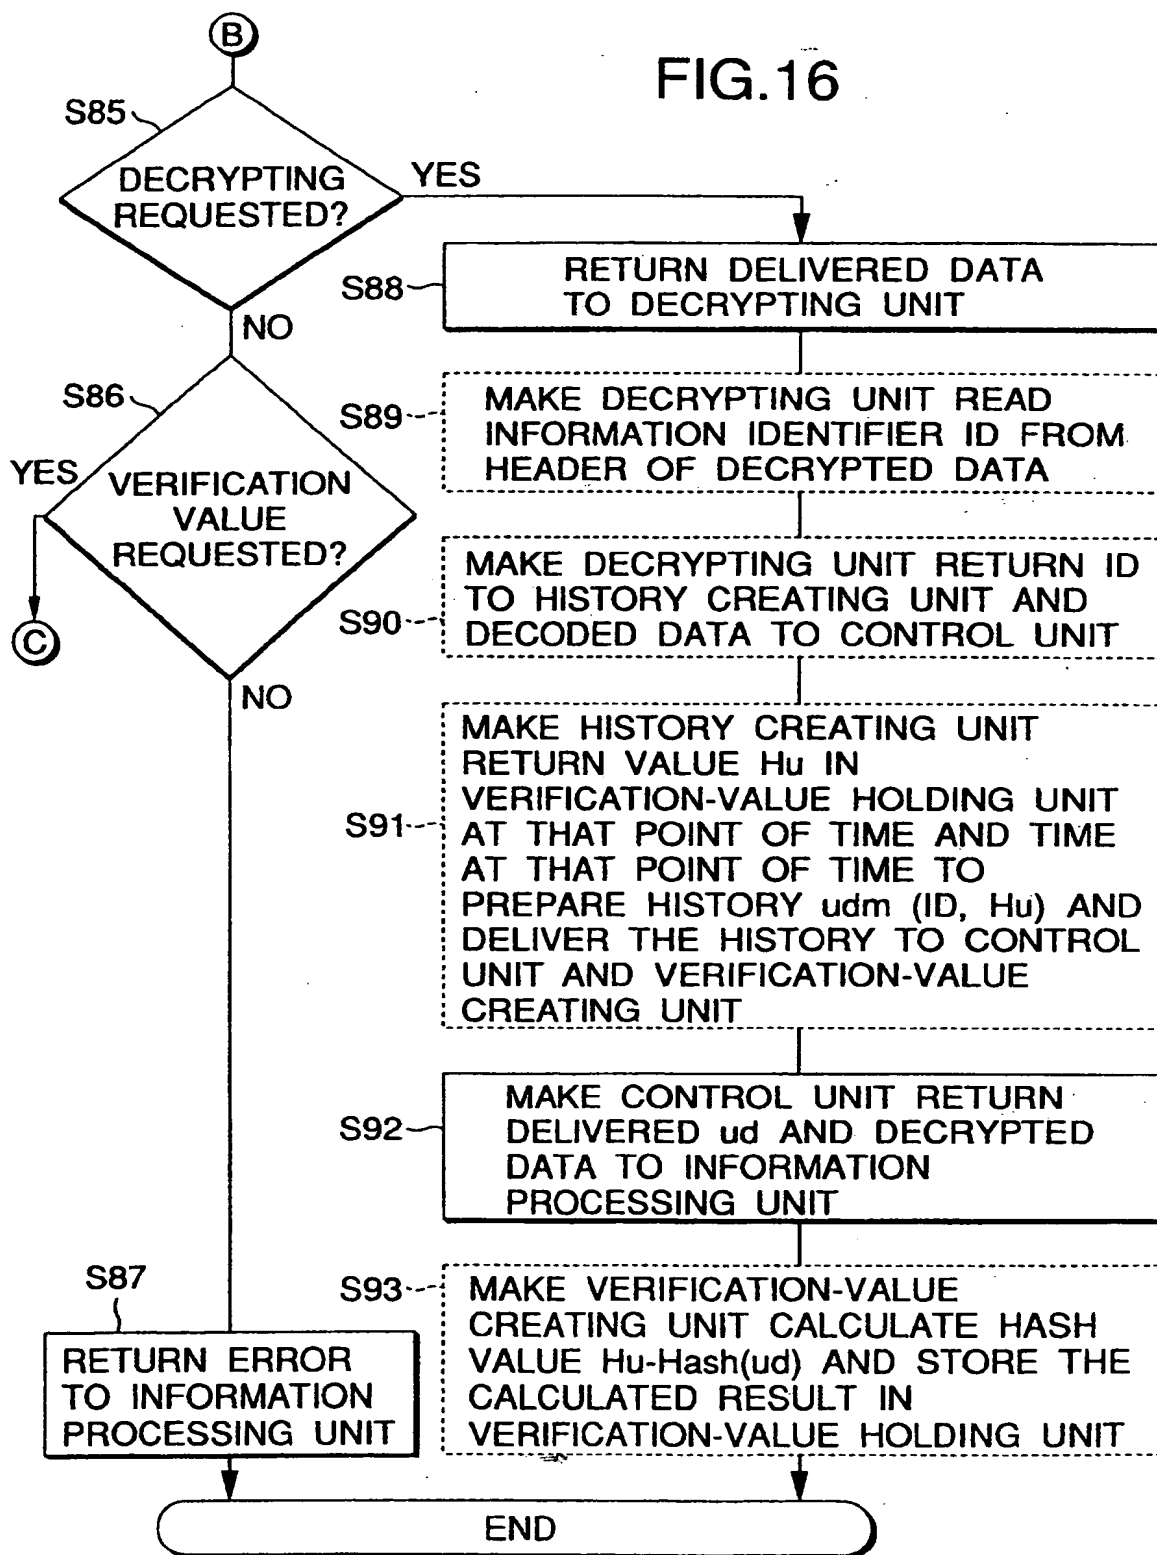 B
FIG.16
S85
DECRYPTING
REQUESTED?
YES
NO
S88
RETURN DELIVERED DATA
TO DECRYPTING UNIT
S86
YES
VERIFICATION
VALUE
REQUESTED?
C
NO
S89
MAKE DECRYPTING UNIT READ
INFORMATION IDENTIFIER ID FROM
HEADER OF DECRYPTED DATA
S90
MAKE DECRYPTING UNIT RETURN ID
TO HISTORY CREATING UNIT AND
DECODED DATA TO CONTROL UNIT
S91
MAKE HISTORY CREATING UNIT
RETURN VALUE Hu IN
VERIFICATION-VALUE HOLDING UNIT
AT THAT POINT OF TIME AND TIME
AT THAT POINT OF TIME TO
PREPARE HISTORY udm (ID, Hu) AND
DELIVER THE HISTORY TO CONTROL
UNIT AND VERIFICATION-VALUE
CREATING UNIT
S92
MAKE CONTROL UNIT RETURN
DELIVERED ud AND DECRYPTED
DATA TO INFORMATION
PROCESSING UNIT
S87
RETURN ERROR
TO INFORMATION
PROCESSING UNIT
S93
MAKE VERIFICATION-VALUE
CREATING UNIT CALCULATE HASH
VALUE Hu-Hash(ud) AND STORE THE
CALCULATED RESULT IN
VERIFICATION-VALUE HOLDING UNIT
END